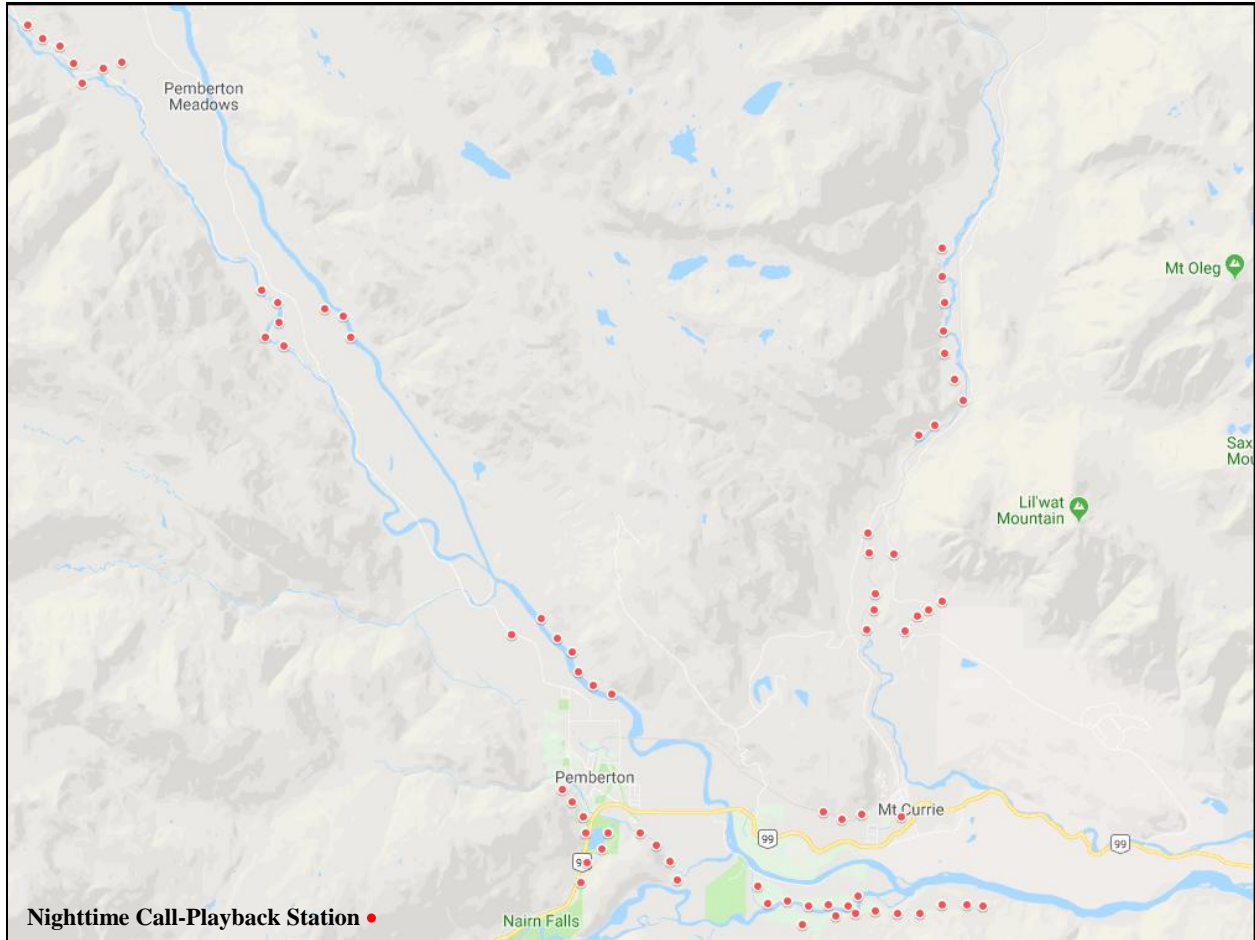 Pemberton
Meadows
Mt Oleg
Sax
Mou
Lil'wat
Mountain
Pemberton
Mt Currie
99
99
9
Nairn Falls
Nighttime Call-Playback Station